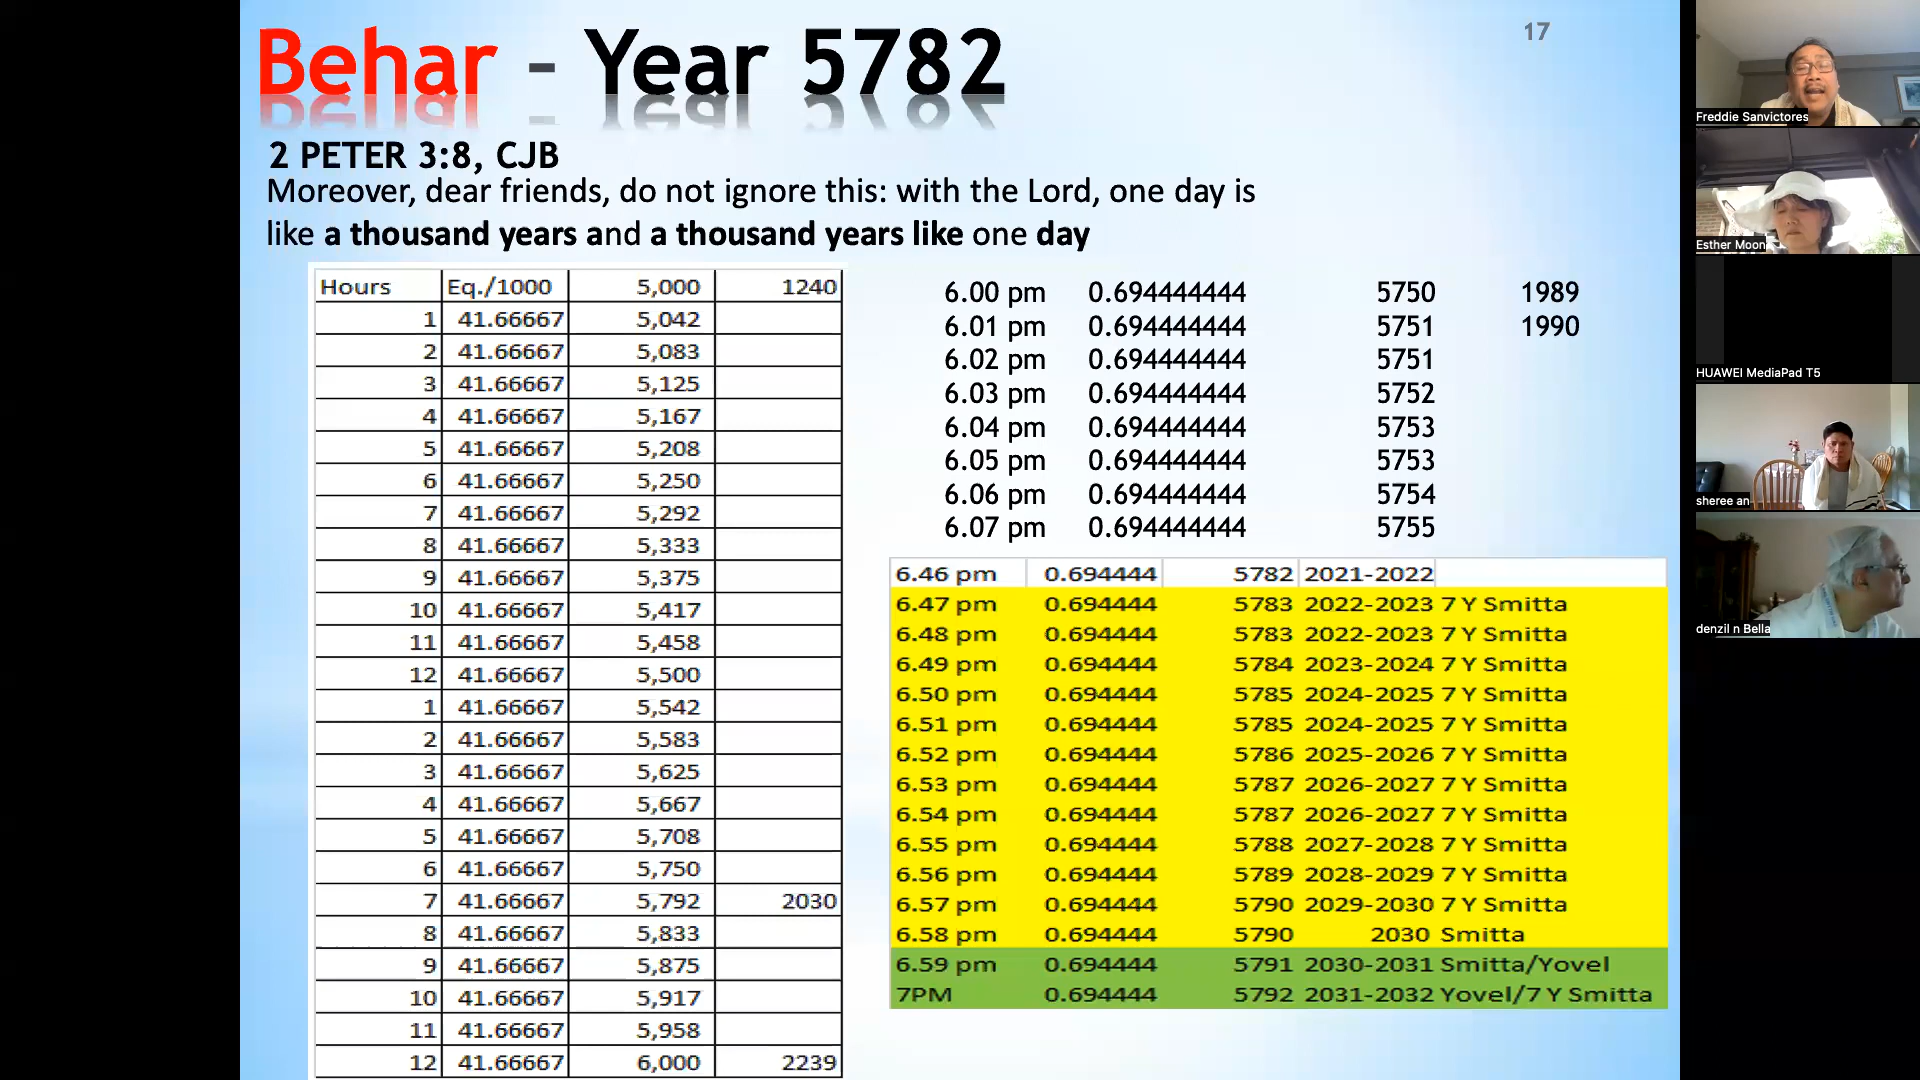 Behar - Year 5782
17
2 PETER 3:8, CJB
Moreover, dear friends, do not ignore this: with the Lord, one day is
like a thousand years and a thousand years like one day
Hours Eq./1000 5,000 1240
1 41.66667 5,042
2 41.66667 5,083
3 41.66667 5,125
4 41.66667 5,167
5 41.66667 5,208
6 41.66667 5,250
7 41.66667 5,292
8 41.66667 5,333
9 41.66667 5,375
10 41.66667 5,417
11 41.66667 5,458
12 41.66667 5,500
1 41.66667 5,542
2 41.66667 5,583
3 41.66667 5,625
4 41.66667 5,667
5 41.66667 5,708
6 41.66667 5,750
7 41.66667 5,792 2030
8 41.66667 5,833
9 41.66667 5,875
10 41.66667 5,917
11 41.66667 5,958
12 41.66667 6,000 2239
6.00 pm 0.694444444 5750 1989
6.01 pm 0.694444444 5751 1990
6.02 pm 0.694444444 5751
6.03 pm 0.694444444 5752
6.04 pm 0.694444444 5753
6.05 pm 0.694444444 5753
6.06 pm 0.694444444 5754
6.07 pm 0.694444444 5755
6.46 pm 0.694444 5782 2021-2022
6.47 pm 0.694444 5783 2022-2023 7 Y Smitta
6.48 pm 0.694444 5783 2022-2023 7 Y Smitta
6.49 pm 0.694444 5784 2023-2024 7 Y Smitta
6.50 pm 0.694444 5785 2024-2025 7 Y Smitta
6.51 pm 0.694444 5785 2024-2025 7 Y Smitta
6.52 pm 0.694444 5786 2025-2026 7 Y Smitta
6.53 pm 0.694444 5787 2026-2027 7 Y Smitta
6.54 pm 0.694444 5787 2026-2027 7 Y Smitta
6.55 pm 0.694444 5788 2027-2028 7 Y Smitta
6.56 pm 0.694444 5789 2028-2029 7 Y Smitta
6.57 pm 0.694444 5790 2029-2030 7 Y Smitta
6.58 pm 0.694444 5790 2030 Smitta
6.59 pm 0.694444 5791 2030-2031 Smitta/Yovel
7PM 0.694444 5792 2031-2032 Yovel/7 Y Smitta
Freddie Sanvictores
Esther Moon
HUAWEI MediaPad T5
sheree an
denzil n Bella